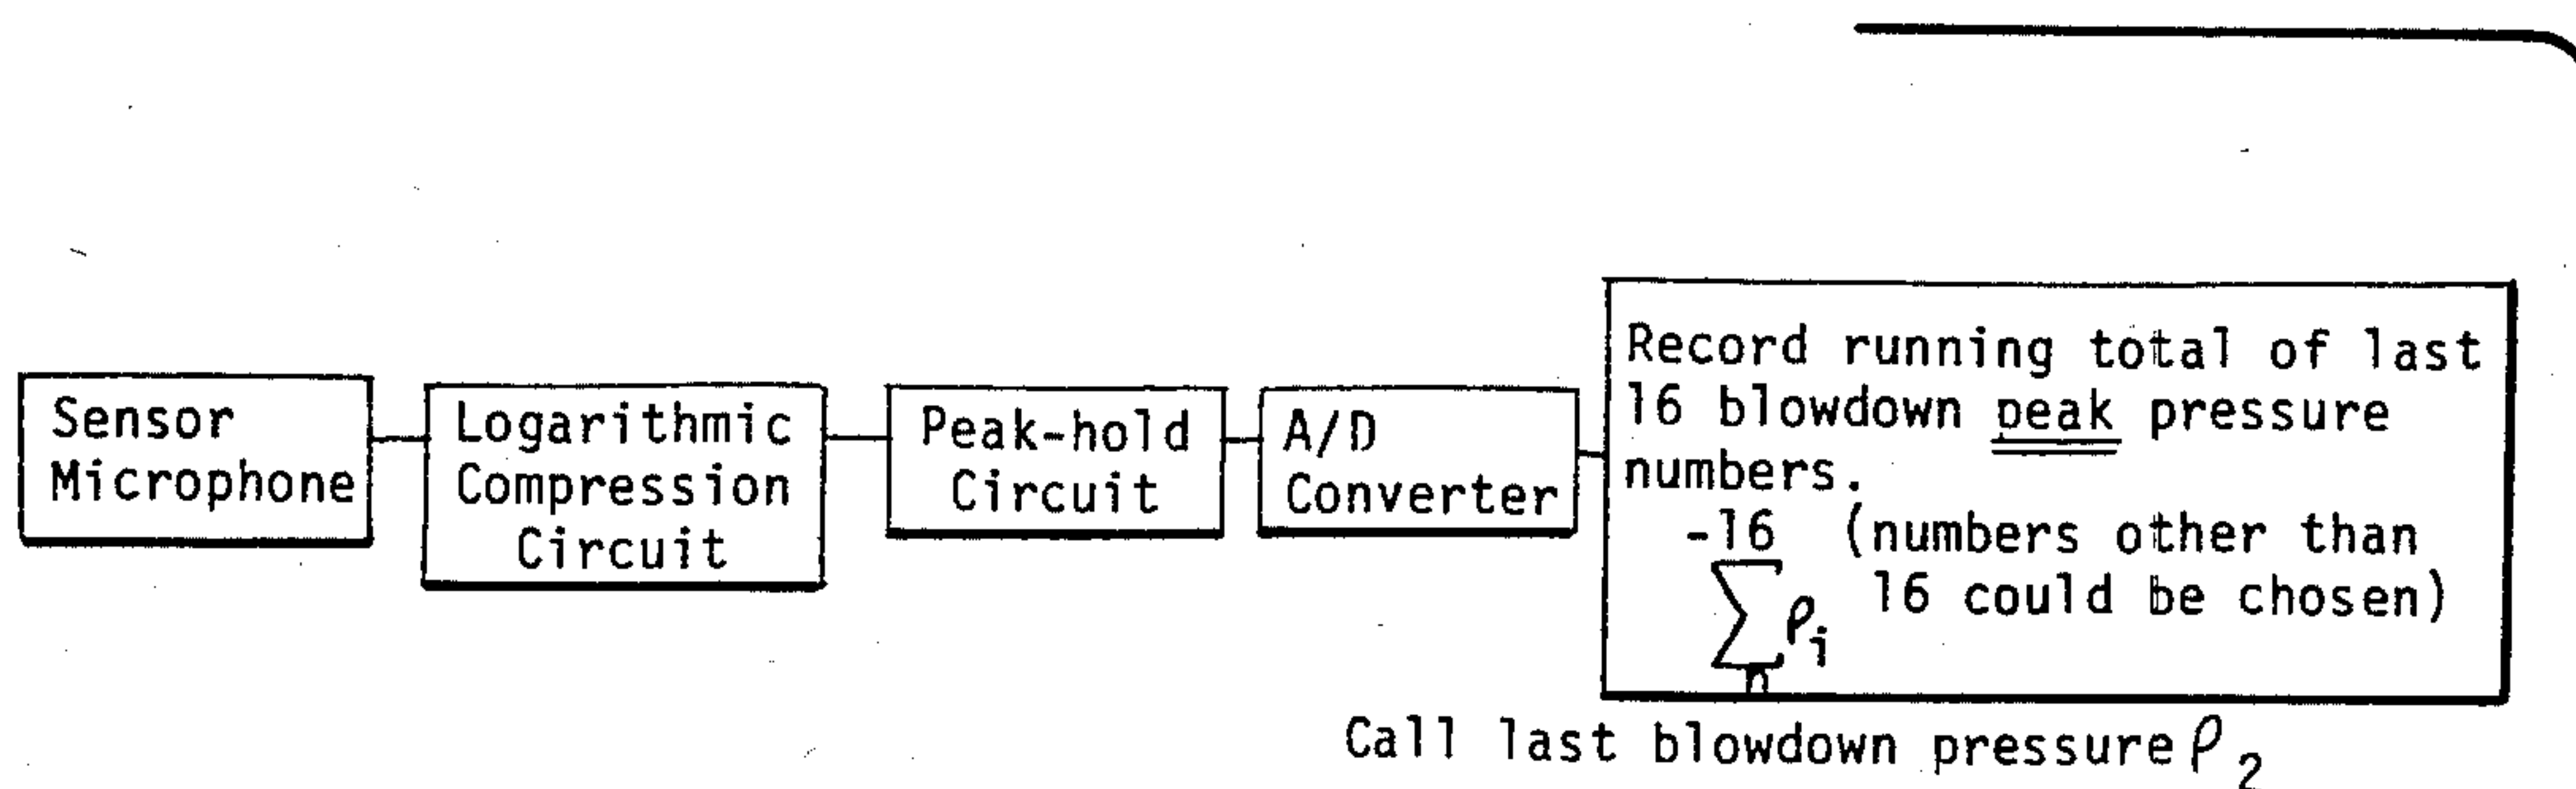 Sensor
Microphone
Logarithmic
Compression
Circuit
Peak-hold
Circuit
A/D
Converter
Record running total of last
16 blowdown peak pressure
numbers.
-16 (numbers other than
16 could be chosen)
∑ρi
n
Call last blowdown pressure ρ2